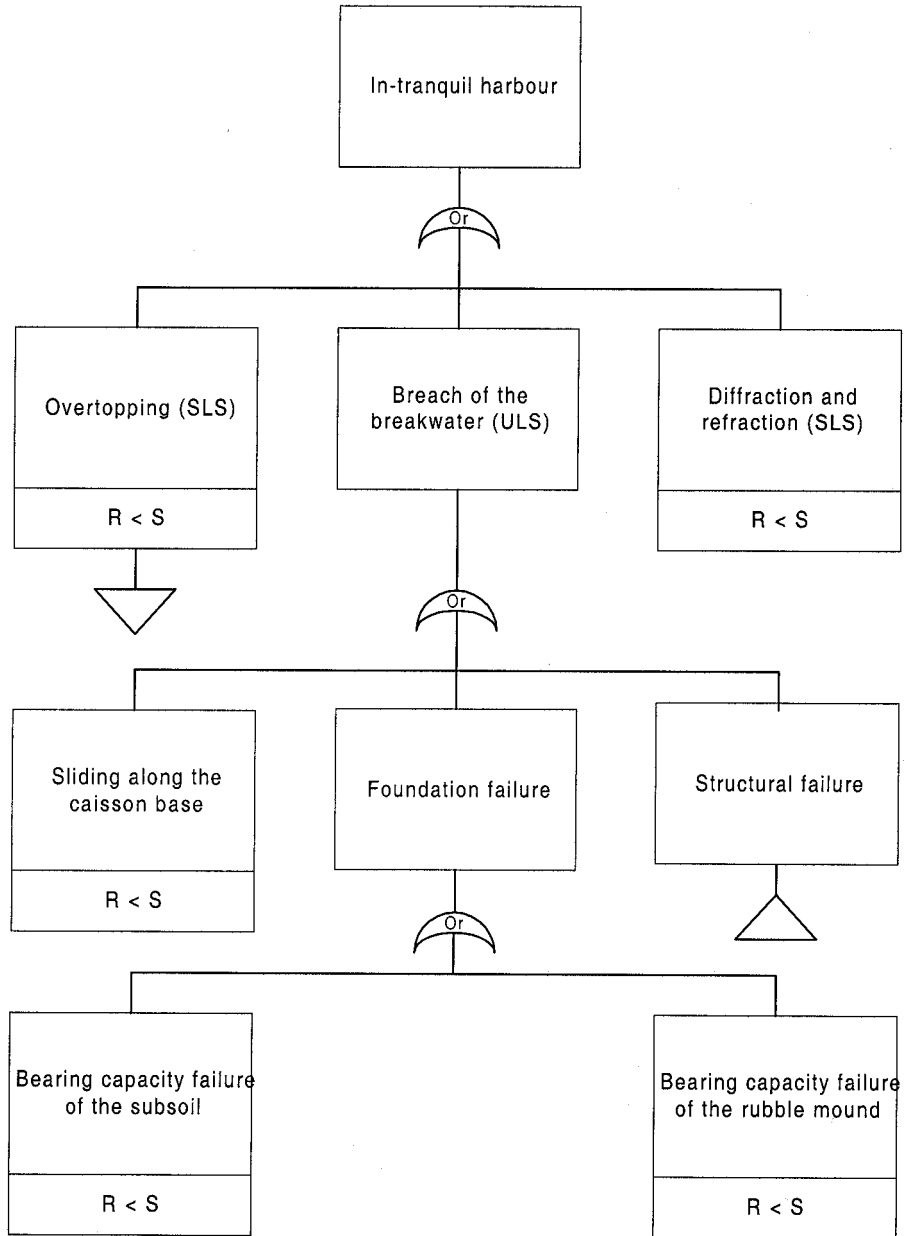 In-tranquil harbour
Or
Overtopping (SLS)
R < S
Breach of the
breakwater (ULS)
Diffraction and
refraction (SLS)
R < S
Or
Sliding along the
caisson base
R < S
Foundation failure
Structural failure
Or
Bearing capacity failure
of the subsoil
R < S
Bearing capacity failure
of the rubble mound
R < S